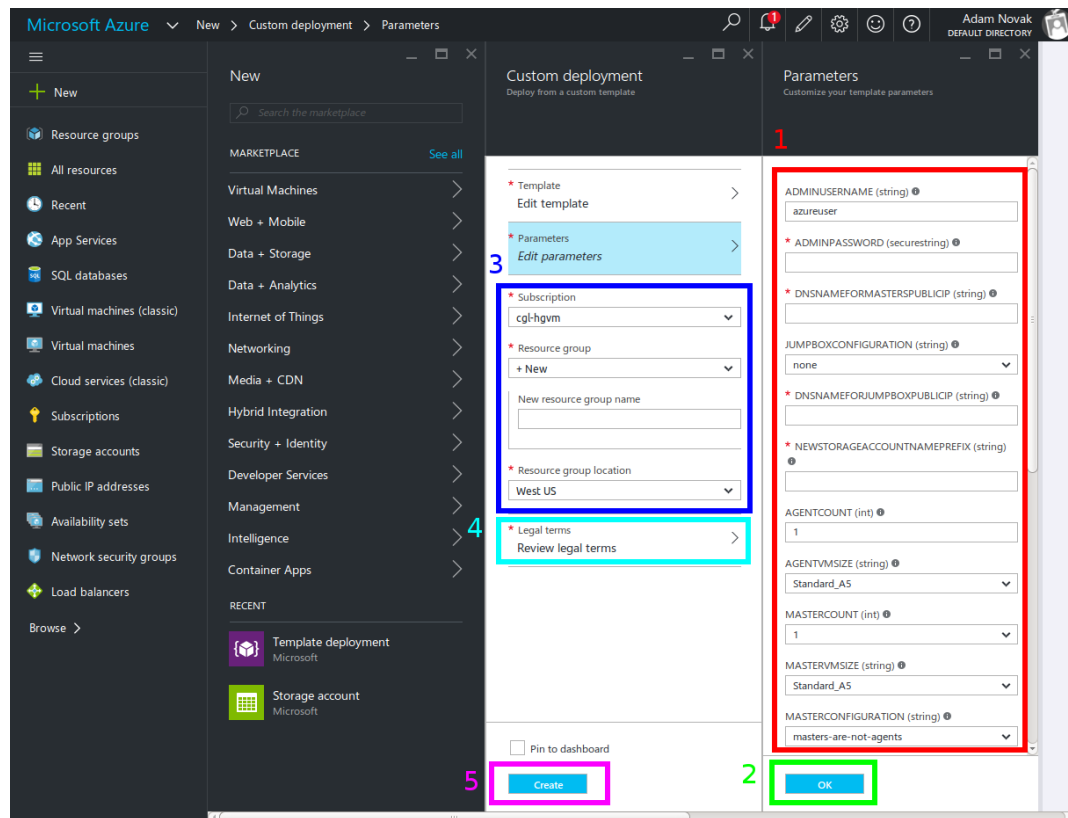 Microsoft Azure New > Custom deployment > Parameters
1
Adam Novak
DEFAULT DIRECTORY
New
Resource groups
All resources
Recent
App Services
SQL databases
Virtual machines (classic)
Virtual machines
Cloud services (classic)
Subscriptions
Storage accounts
Public IP addresses
Availability sets
Network security groups
Load balancers
Browse >
New
Search the marketplace
MARKETPLACE See all
Virtual Machines
Web + Mobile
Data + Storage
Data + Analytics
Internet of Things
Networking
Media + CDN
Hybrid Integration
Security + Identity
Developer Services
Management
Intelligence
Container Apps
RECENT
Template deployment
Microsoft
Storage account
Microsoft
Custom deployment
Deploy from a custom template
* Template
Edit template
* Parameters
Edit parameters
3
* Subscription
cgl-hgvm
* Resource group
+ New
New resource group name
* Resource group location
West US
4
* Legal terms
Review legal terms
Pin to dashboard
5
Create
Parameters
Customize your template parameters
1
ADMINUSERNAME (string)
azureuser
* ADMINPASSWORD (securestring)
* DNSNAMEFORMASTERSPUBLICIP (string)
JUMPBOXCONFIGURATION (string)
none
* DNSNAMEFORJUMPBOXPUBLICIP (string)
* NEWSTORAGEACCOUNTNAMEPREFIX (string)
AGENTCOUNT (int)
1
AGENTVMSIZE (string)
Standard_A5
MASTERCOUNT (int)
1
MASTERVMSIZE (string)
Standard_A5
MASTERCONFIGURATION (string)
masters-are-not-agents
2
OK